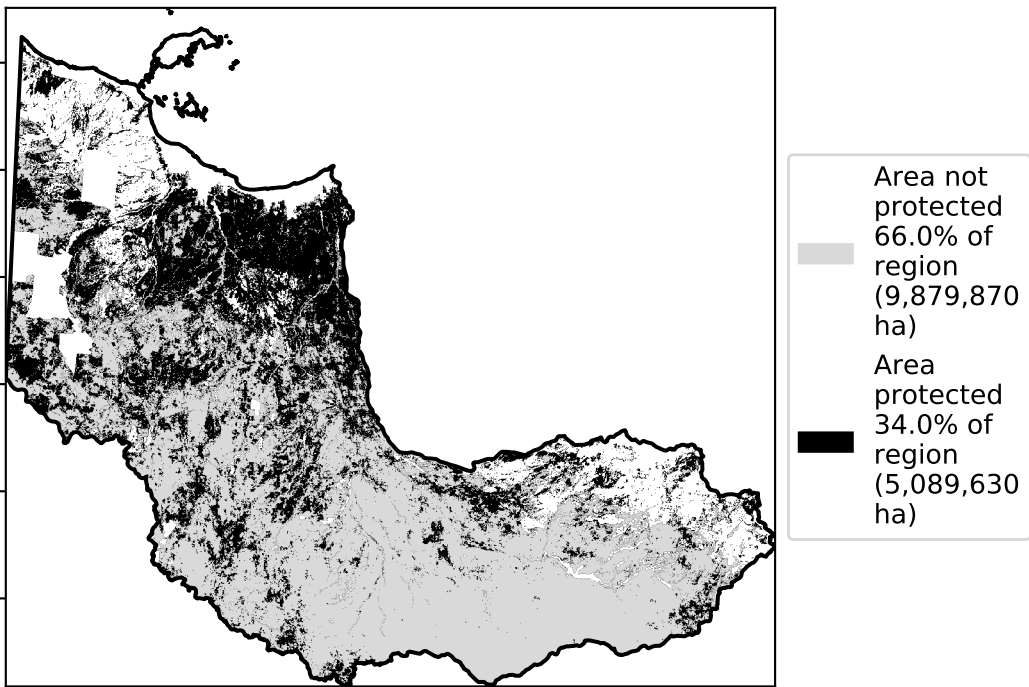 Area not
protected
66.0% of
region
(9,879,870
ha)
Area
protected
34.0% of
region
(5,089,630
ha)